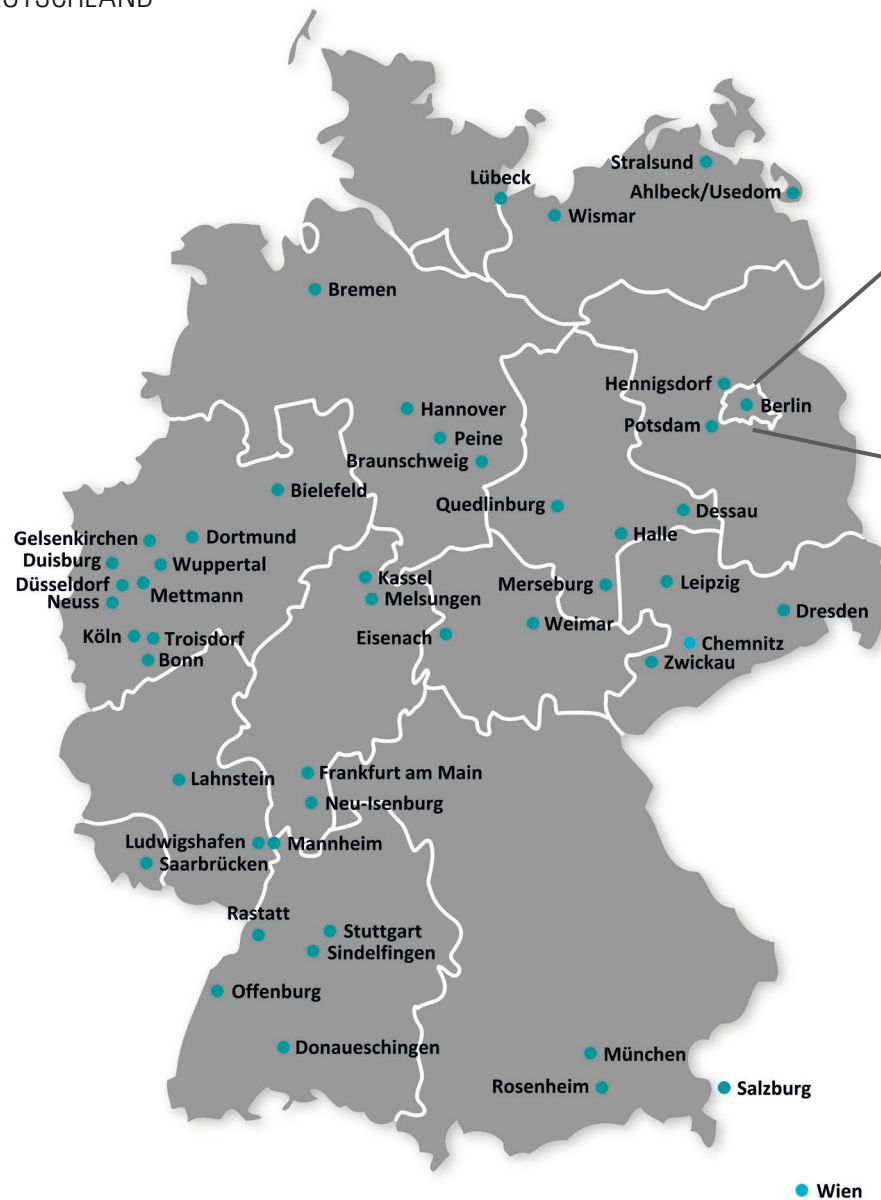 Stralsund
Lübeck
Ahlbeck/Usedom
Wismar
Bremen
Hennigsdorf
Berlin
Hannover
Potsdam
Peine
Braunschweig
Bielefeld
Quedlinburg
Dessau
Gelsenkirchen
Dortmund
Halle
Duisburg
Wuppertal
Düsseldorf
Kassel
Merseburg
Leipzig
Mettmann
Neuss
Melsungen
Dresden
Weimar
Köln
Troisdorf
Eisenach
Chemnitz
Bonn
Zwickau
Lahnstein
Frankfurt am Main
Neu-Isenburg
Ludwigshafen
Mannheim
Saarbrücken
Rastatt
Stuttgart
Sindelfingen
Offenburg
Donaueschingen
München
Rosenheim
Salzburg
Wien